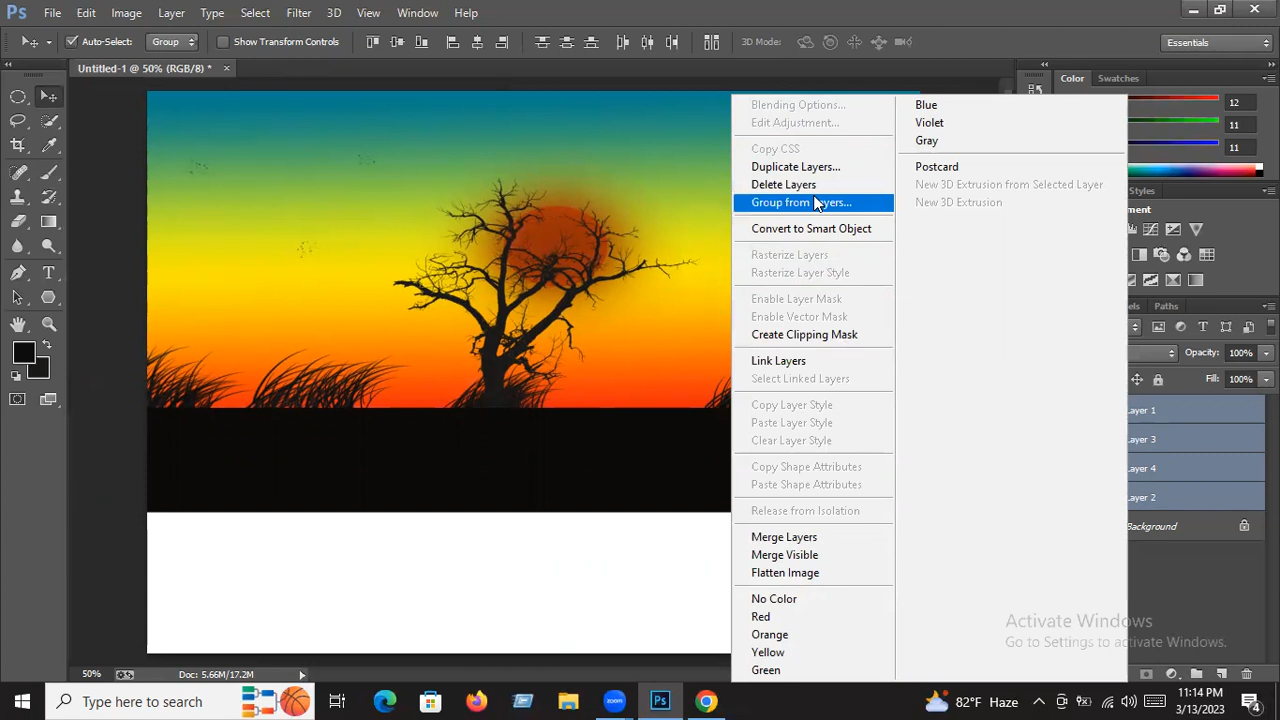 Ps File Edit Image Layer Type Select Filter 3D View Window Help
Auto-Select: Group Show Transform Controls 3D Mode: Essentials
Untitled-1 @ 50% (RGB/8) * ×
Color Swatches
12
11
11
Styles
Paths
Opacity: 100%
Fill: 100%
Layer 1
Layer 3
Layer 4
Layer 2
Background
Blending Options...
Edit Adjustment...
Copy CSS
Duplicate Layers...
Delete Layers
Group from Layers...
Convert to Smart Object
Rasterize Layers
Rasterize Layer Style
Enable Layer Mask
Enable Vector Mask
Create Clipping Mask
Link Layers
Select Linked Layers
Copy Layer Style
Paste Layer Style
Clear Layer Style
Copy Shape Attributes
Paste Shape Attributes
Release from Isolation
Merge Layers
Merge Visible
Flatten Image
No Color
Red
Orange
Yellow
Green
Blue
Violet
Gray
Postcard
New 3D Extrusion from Selected Layer
New 3D Extrusion
Activate Windows
Go to Settings to activate Windows.
50% Doc: 5.66M/17.2M
Type here to search
zoom
Ps
82°F Haze
11:14 PM
3/13/2023
4